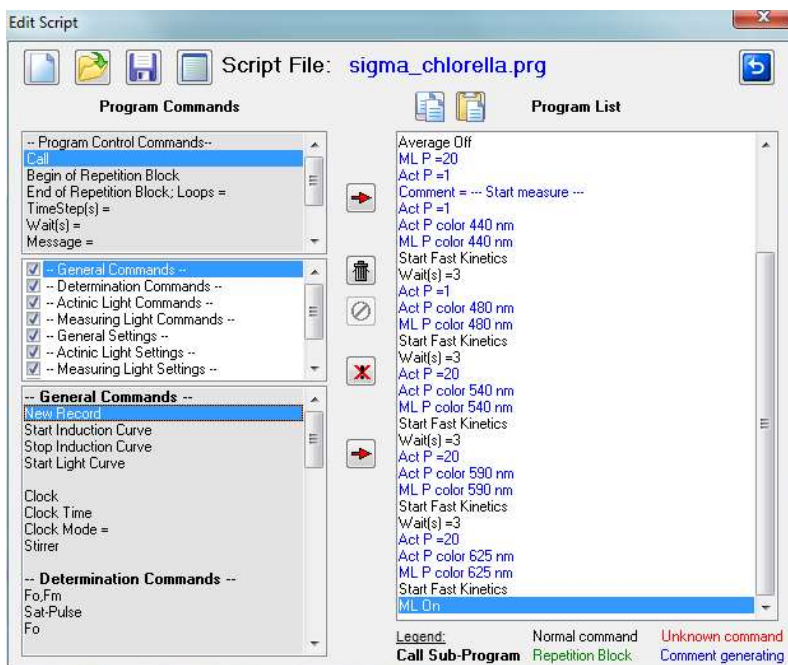 Edit Script
Script File: sigma_chlorella.prg
Program Commands
-- Program Control Commands--
Call
Begin of Repetition Block
End of Repetition Block; Loops =
TimeStep(s) =
Wait(s) =
Message =
-- General Commands --
-- Determination Commands --
-- Actinic Light Commands --
-- Measuring Light Commands --
-- General Settings --
-- Actinic Light Settings --
-- Measuring Light Settings --
-- General Commands --
New Record
Start Induction Curve
Stop Induction Curve
Start Light Curve
Clock
Clock Time
Clock Mode =
Stirrer
-- Determination Commands --
Fo,Fm
Sat-Pulse
Fo
Program List
Average Off
ML P =20
Act P =1
Comment = --- Start measure ---
Act P =1
Act P color 440 nm
ML P color 440 nm
Start Fast Kinetics
Wait(s) =3
Act P =1
Act P color 480 nm
ML P color 480 nm
Start Fast Kinetics
Wait(s) =3
Act P =20
Act P color 540 nm
ML P color 540 nm
Start Fast Kinetics
Wait(s) =3
Act P =20
Act P color 590 nm
ML P color 590 nm
Start Fast Kinetics
Wait(s) =3
Act P =20
Act P color 625 nm
ML P color 625 nm
Start Fast Kinetics
ML On
Legend: Normal command Unknown command
Call Sub-Program Repetition Block Comment generating